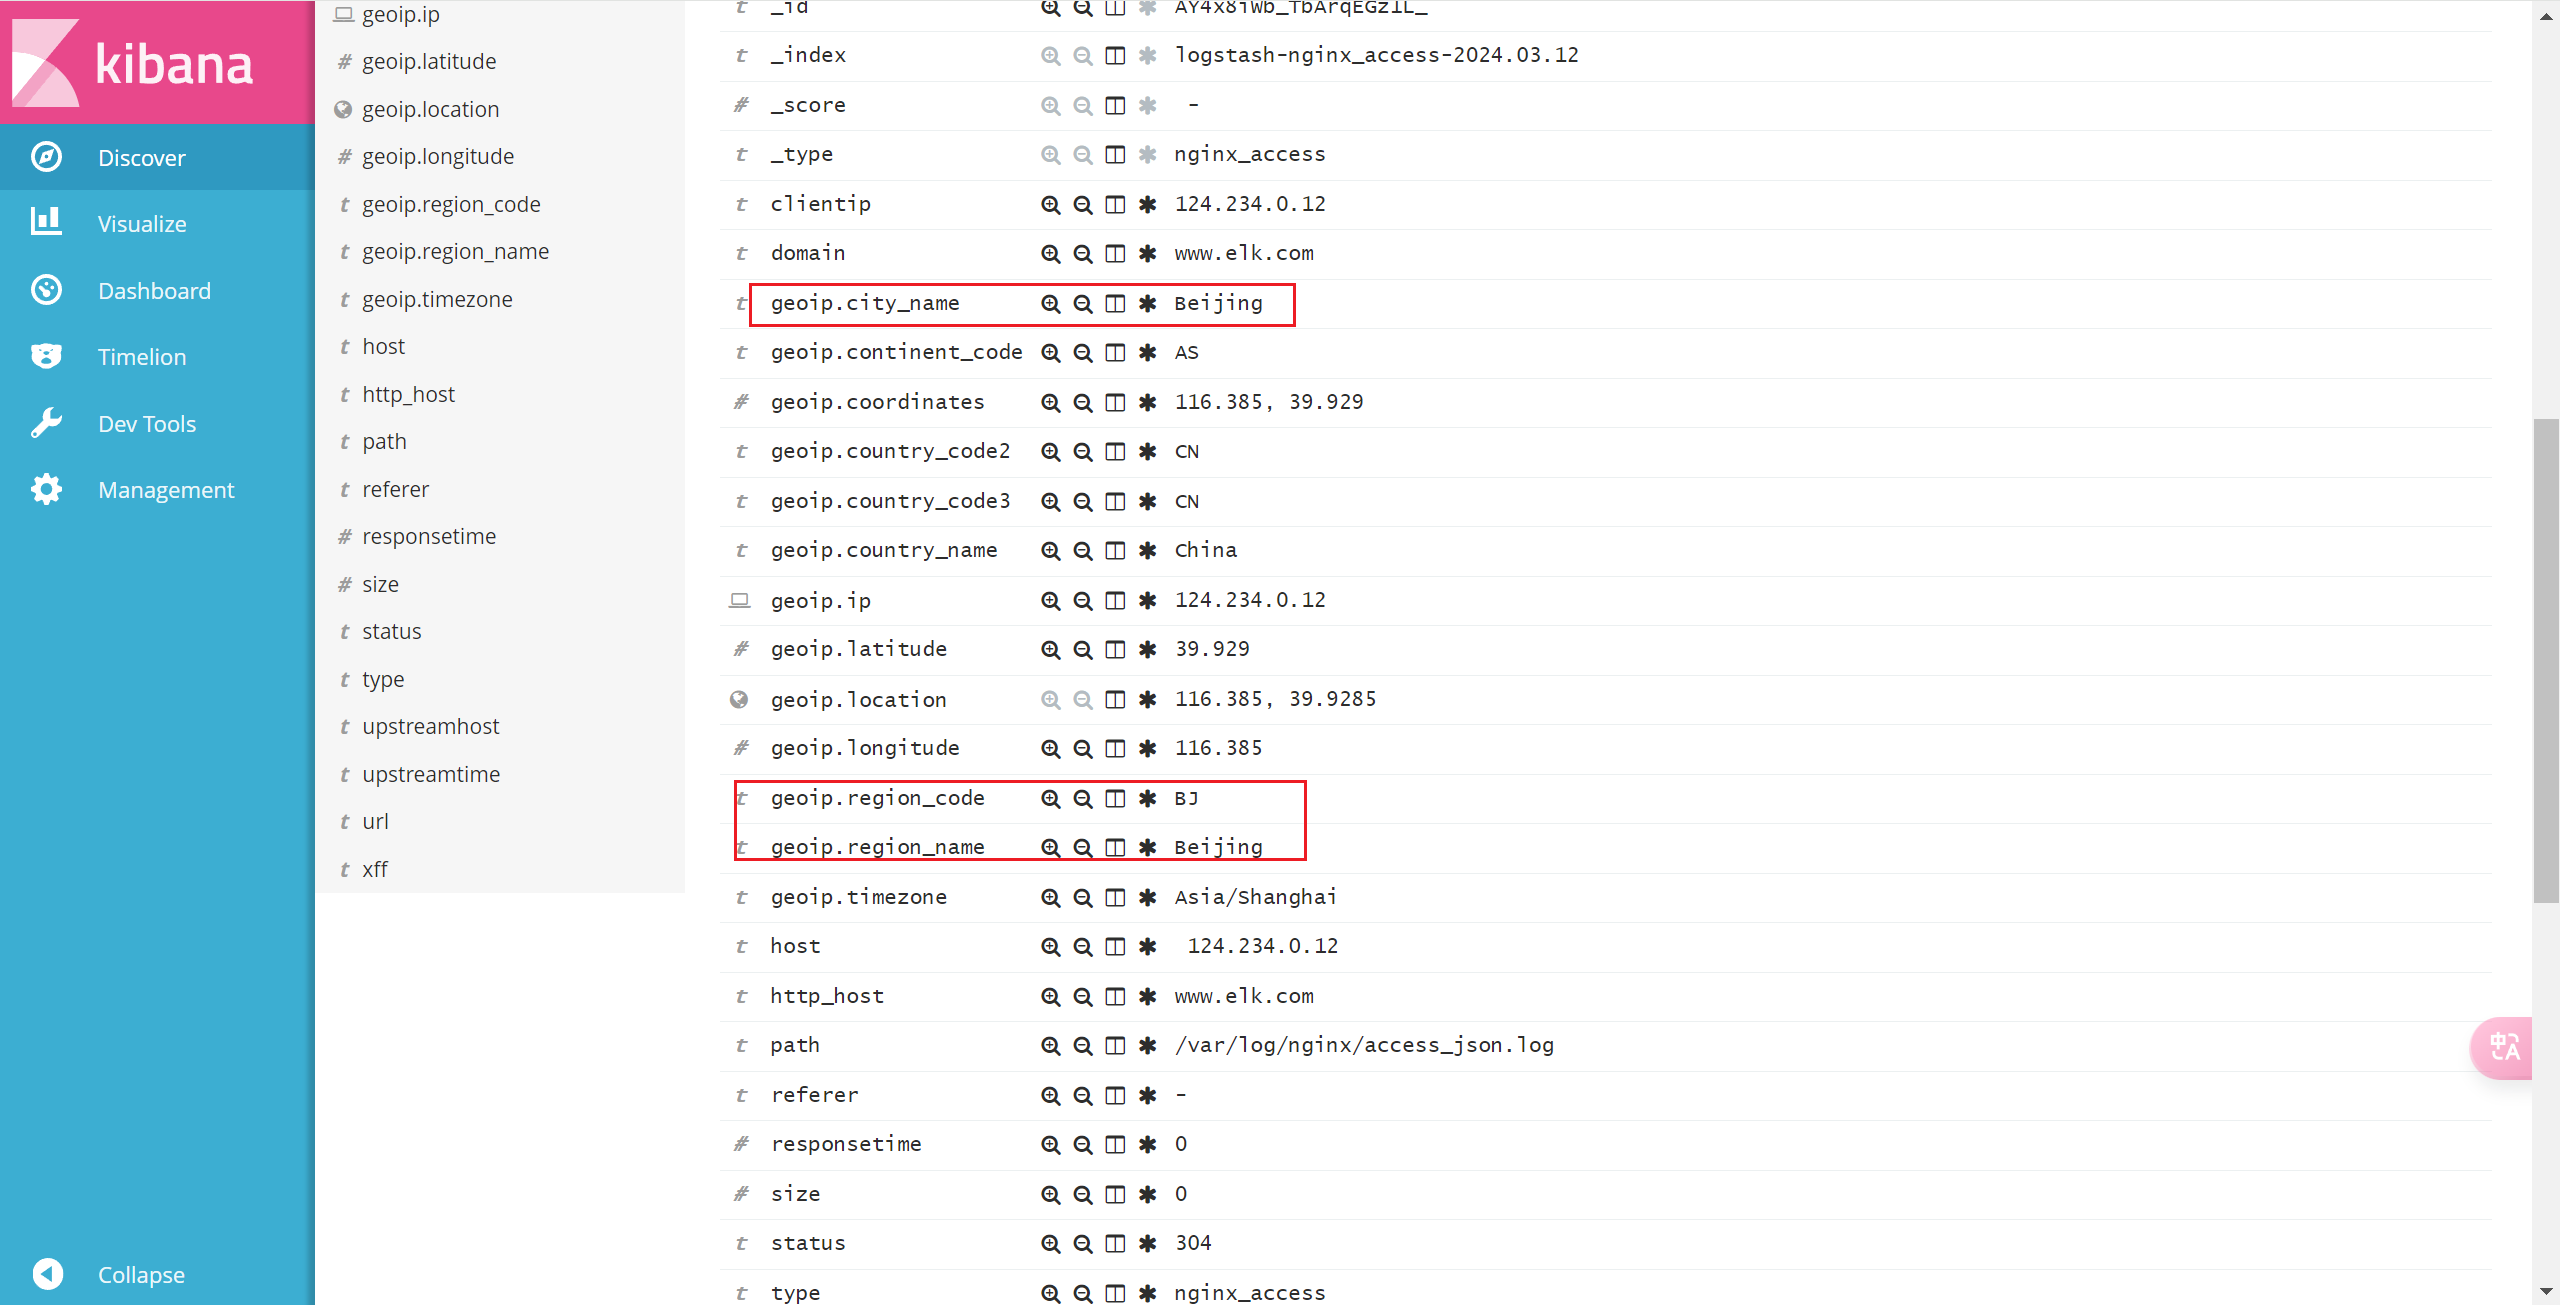 kibana
Discover
Visualize
Dashboard
Timelion
Dev Tools
Management
Collapse
geoip.ip
# geoip.latitude
geoip.location
# geoip.longitude
t geoip.region_code
t geoip.region_name
t geoip.timezone
t host
t http_host
t path
t referer
# responsetime
# size
t status
t type
t upstreamhost
t upstreamtime
t url
t xff
t _id
t _index logstash-nginx_access-2024.03.12
# _score -
t _type nginx_access
t clientip 124.234.0.12
t domain www.elk.com
t geoip.city_name Beijing
t geoip.continent_code AS
# geoip.coordinates 116.385, 39.929
t geoip.country_code2 CN
t geoip.country_code3 CN
t geoip.country_name China
geoip.ip 124.234.0.12
# geoip.latitude 39.929
geoip.location 116.385, 39.9285
# geoip.longitude 116.385
t geoip.region_code BJ
t geoip.region_name Beijing
t geoip.timezone Asia/Shanghai
t host 124.234.0.12
t http_host www.elk.com
t path /var/log/nginx/access_json.log
t referer -
# responsetime 0
# size 0
t status 304
t type nginx_access
中A